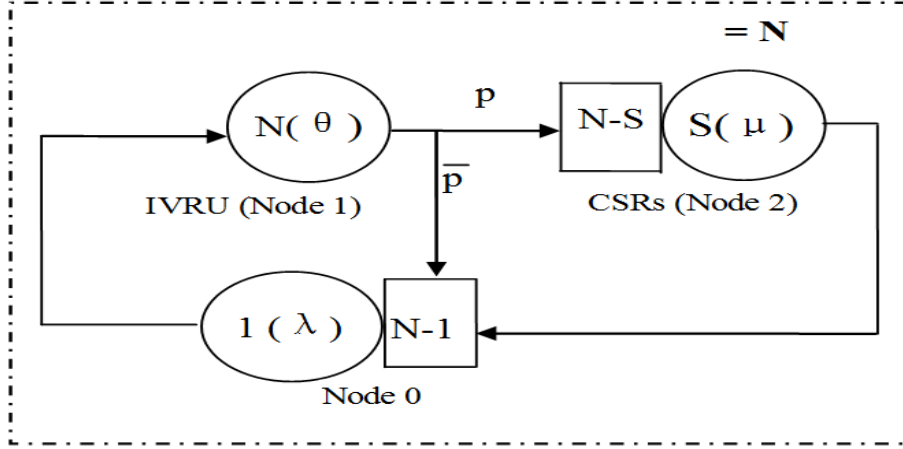 = N
p
N(θ)
N-S
S(μ)
p̅
IVRU (Node 1)
CSRs (Node 2)
1(λ)
N-1
Node 0